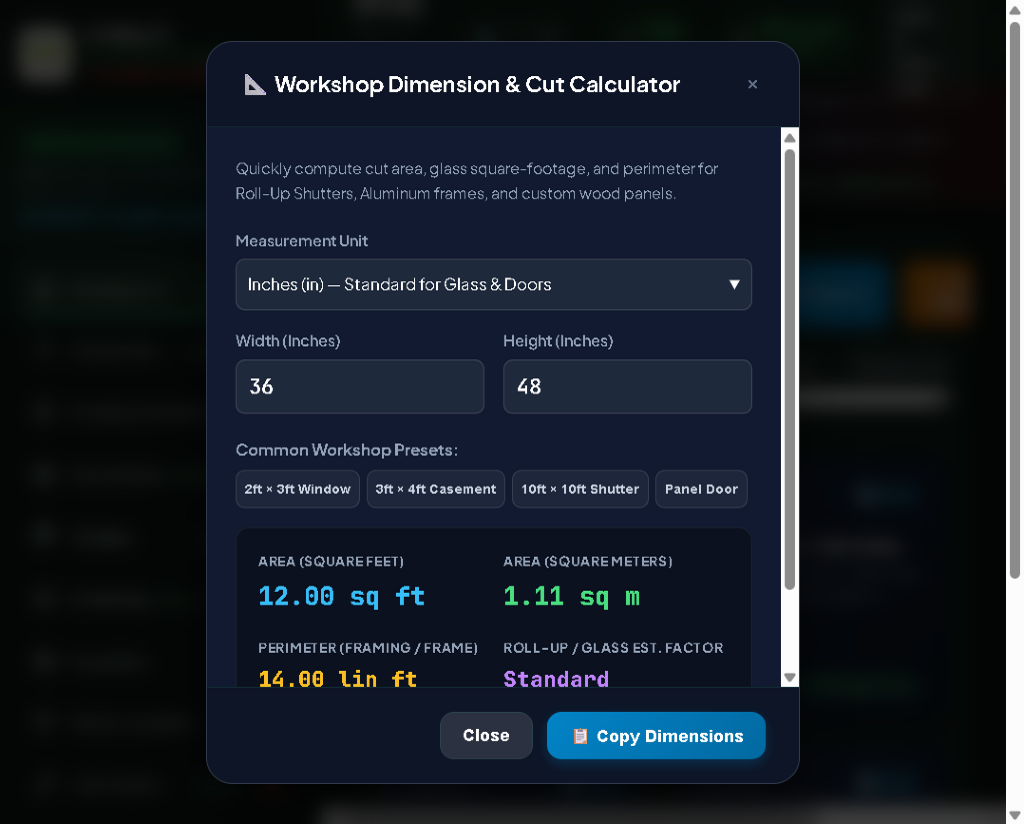 Workshop Dimension & Cut Calculator
×
Quickly compute cut area, glass square-footage, and perimeter for
Roll-Up Shutters, Aluminum frames, and custom wood panels.
Measurement Unit
Inches (in) — Standard for Glass & Doors
Width (Inches)
Height (Inches)
36
48
Common Workshop Presets:
2ft × 3ft Window
3ft × 4ft Casement
10ft × 10ft Shutter
Panel Door
AREA (SQUARE FEET)
AREA (SQUARE METERS)
12.00 sq ft
1.11 sq m
PERIMETER (FRAMING / FRAME)
ROLL-UP / GLASS EST. FACTOR
14.00 lin ft
Standard
Close
Copy Dimensions